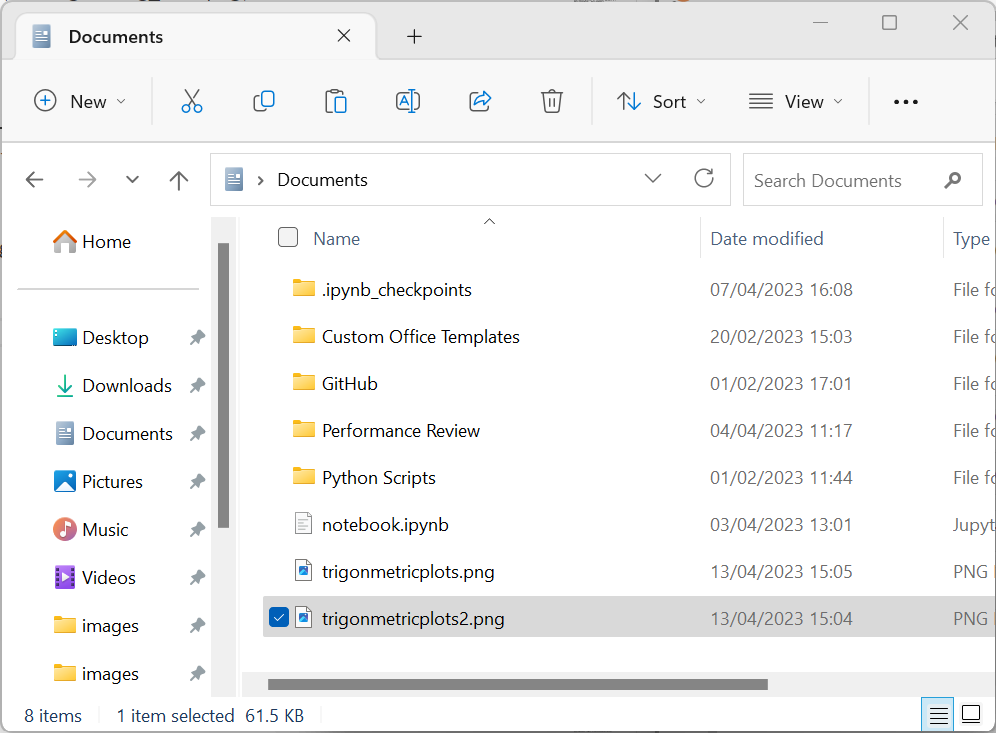 Documents
New
Sort
View
Documents
Search Documents
Home
Desktop
Downloads
Documents
Pictures
Music
Videos
images
images
Name Date modified Type
.ipynb_checkpoints 07/04/2023 16:08 File fo
Custom Office Templates 20/02/2023 15:03 File fo
GitHub 01/02/2023 17:01 File fo
Performance Review 04/04/2023 11:17 File fo
Python Scripts 01/02/2023 11:44 File fo
notebook.ipynb 03/04/2023 13:01 Jupyt
trigonmetricplots.png 13/04/2023 15:05 PNG
trigonmetricplots2.png 13/04/2023 15:04 PNG
8 items 1 item selected 61.5 KB